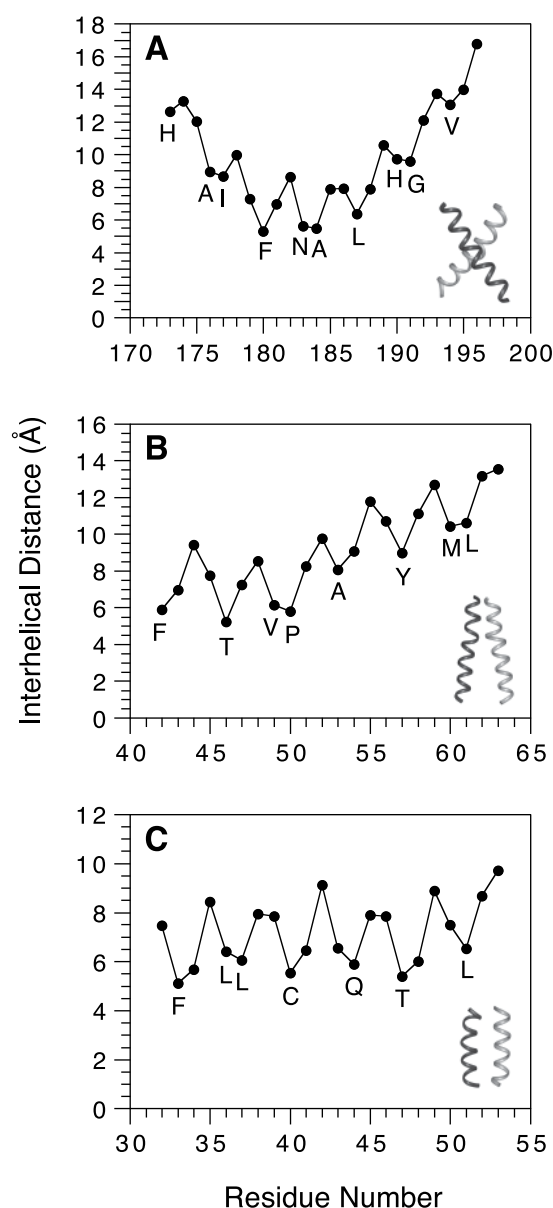 18
A
16
14
12
H
10
A I
V
8
H G
6
F N A L
4
2
0
170 175 180 185 190 195 200
Interhelical Distance (Å)
16
B
14
12
10
8
M L
Y
A
6
F T V P
4
2
0
40 45 50 55 60 65
12
C
10
8
6
L L
L
F C Q T
4
2
0
30 35 40 45 50 55
Residue Number